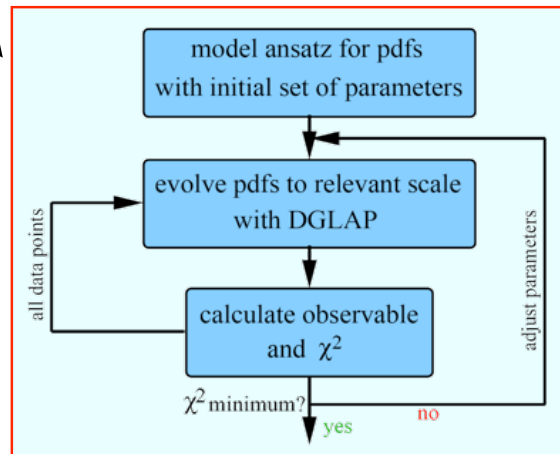 model ansatz for pdfs
with initial set of parameters
evolve pdfs to relevant scale
with DGLAP
all data points
adjust parameters
calculate observable
and χ²
χ² minimum?
no
yes